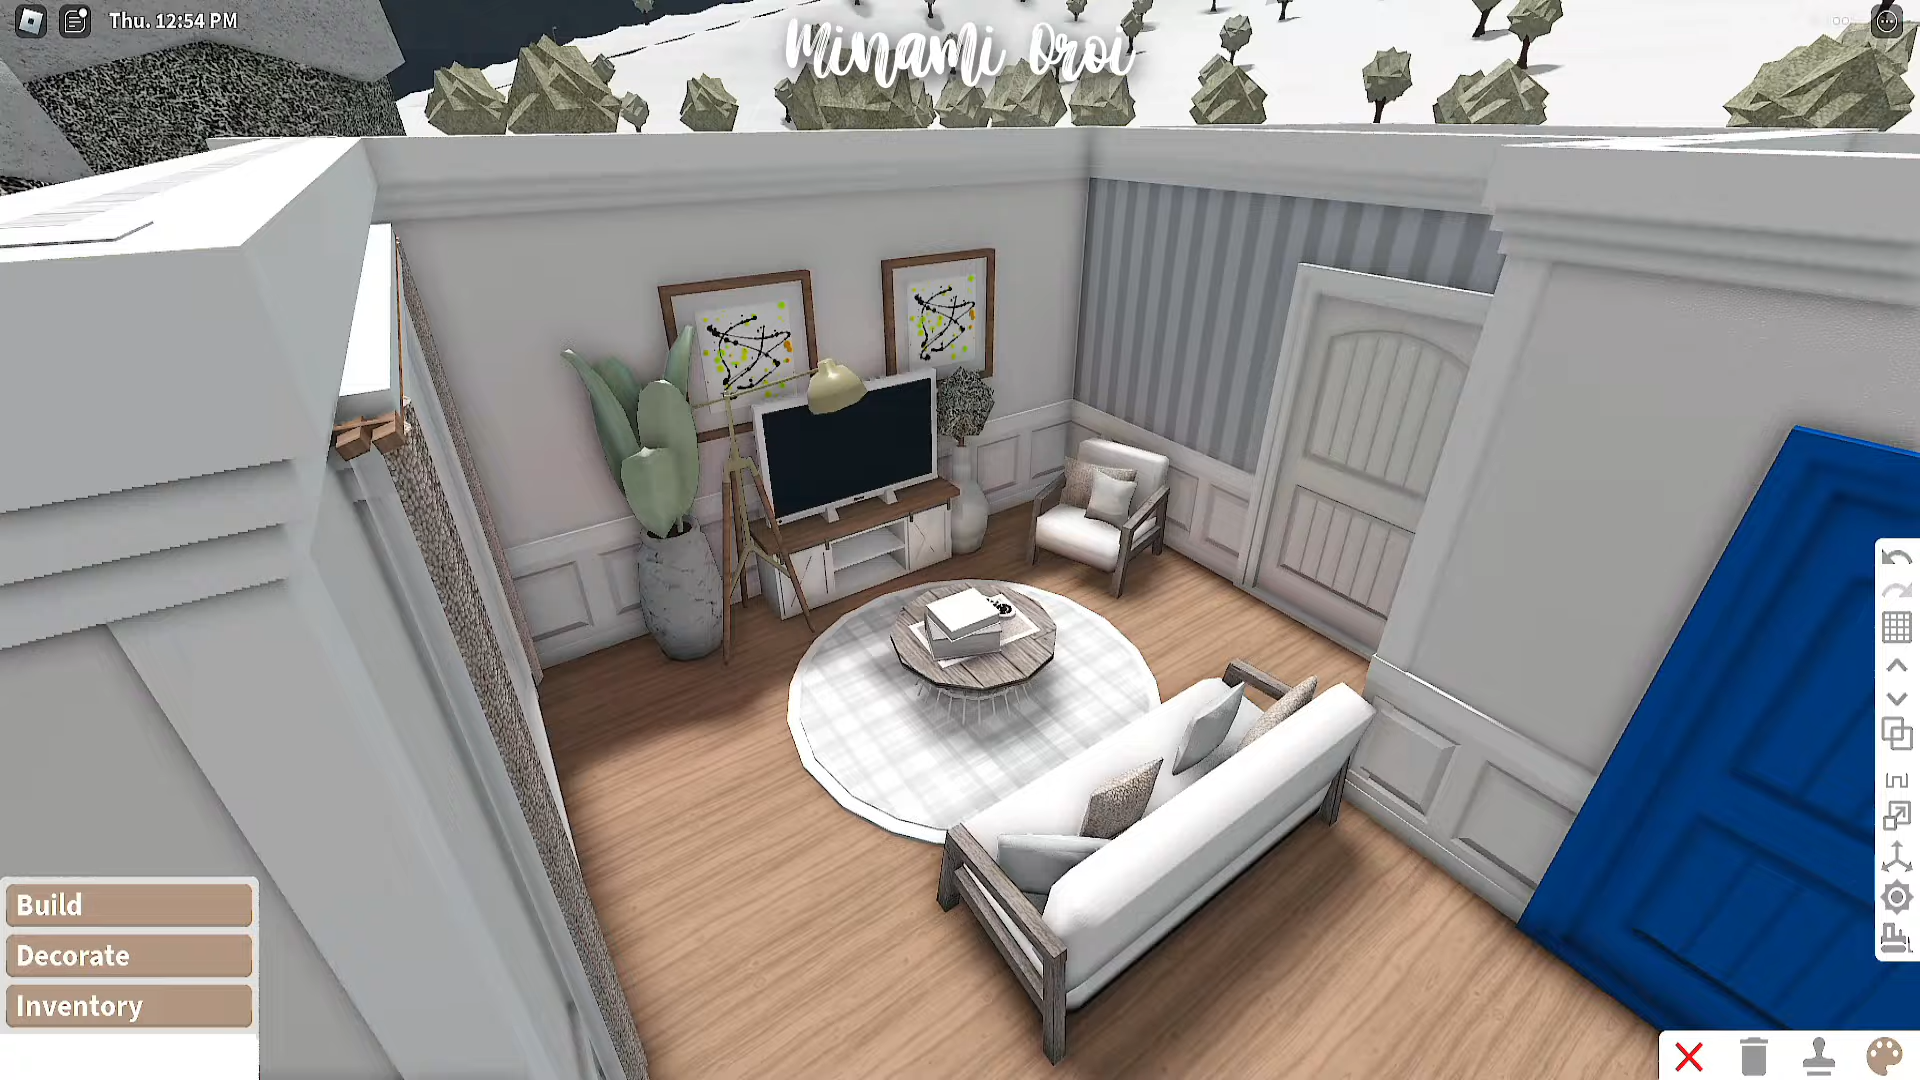 Thu. 12:54 PM
Minami Oroi
Build
Decorate
Inventory